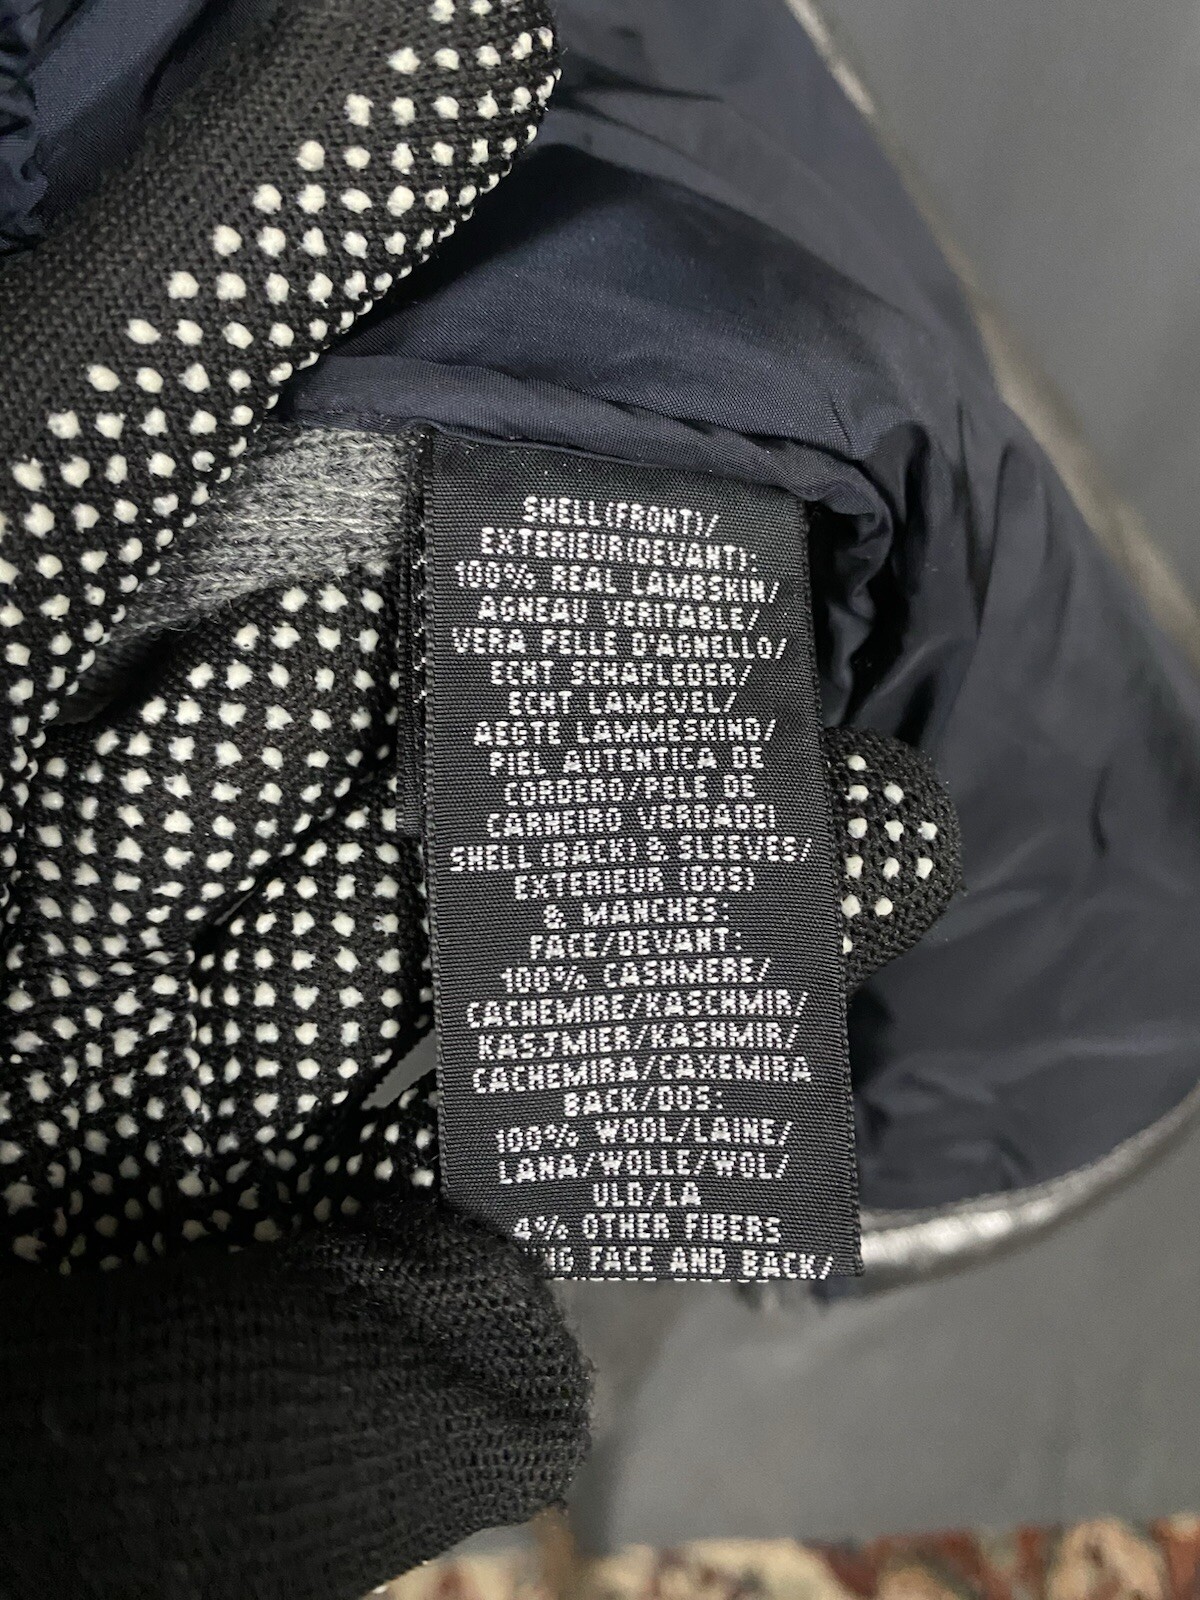 SHELL(FRONT)/
EXTERIEUR(DEVANT):
100% REAL LAMBSKIN/
AGNEAU VERITABLE/
VERA PELLE D'AGNELLO/
ECHT SCHAFLEDER/
ECHT LAMSVEL/
AEGTE LAMMESKIND/
PIEL AUTENTICA DE
CORDERO/PELE DE
CARNEIRO VERDADEI
SHELL(BACK) & SLEEVES/
EXTERIEUR (DOS)
& MANCHES:
FACE/DEVANT:
100% CASHMERE/
CACHEMIRE/KASCHMIR/
KASJMIER/KASHMIR/
CACHEMIRA/CAXEMIRA
BACK/DOS:
100% WOOL/LAINE/
LANA/WOLLE/WOL/
ULD/LA
4% OTHER FIBERS
FACE AND BACK/